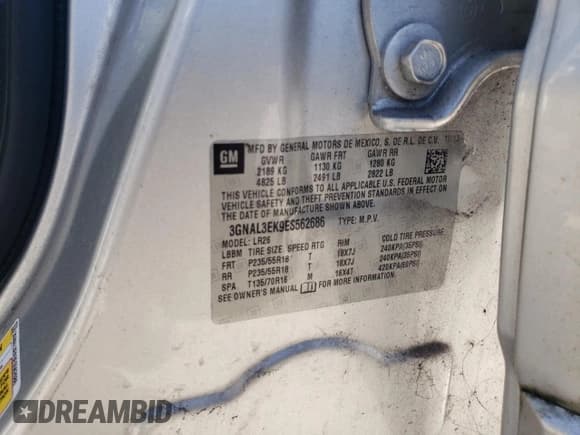 GM
MFD BY GENERAL MOTORS DE MEXICO, S. DE R.L. DE C.V.
GVWR GAWR FRT GAWR RR
2189 KG 1130 KG 1280 KG
4825 LB 2491 LB 2822 LB
THIS VEHICLE CONFORMS TO ALL APPLICABLE U.S. FEDERAL MOTOR
VEHICLE SAFETY AND THEFT PREVENTION STANDARDS IN EFFECT
ON THE DATE OF MANUFACTURE SHOWN ABOVE.
3GNAL3EK9ES562686 TYPE: M.P.V.
MODEL: LR26
LBBM TIRE SIZE SPEED RTG RIM COLD TIRE PRESSURE
FRT P235/55R18 T 18X7J 240KPA(35PSI)
RR P235/55R18 T 18X7J 240KPA(35PSI)
SPA T135/70R16 M 16X4T 420KPA(60PSI)
SEE OWNER'S MANUAL FOR MORE INFORMATION.
DREAMBID